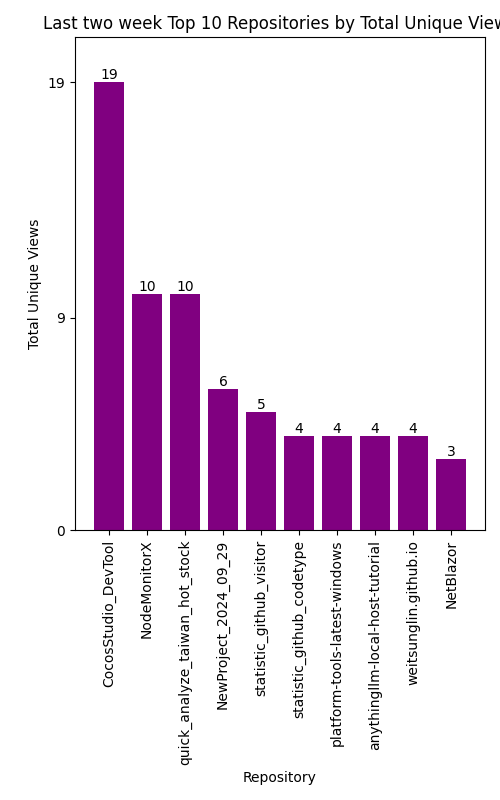 Last two week Top 10 Repositories by Total Unique View
19
9
0
Total Unique Views
19
10
10
6
5
4
4
4
4
3
CocosStudio_DevTool
NodeMonitorX
quick_analyze_taiwan_hot_stock
NewProject_2024_09_29
statistic_github_visitor
statistic_github_codetype
platform-tools-latest-windows
anythingllm-local-host-tutorial
weitsunglin.github.io
NetBlazor
Repository